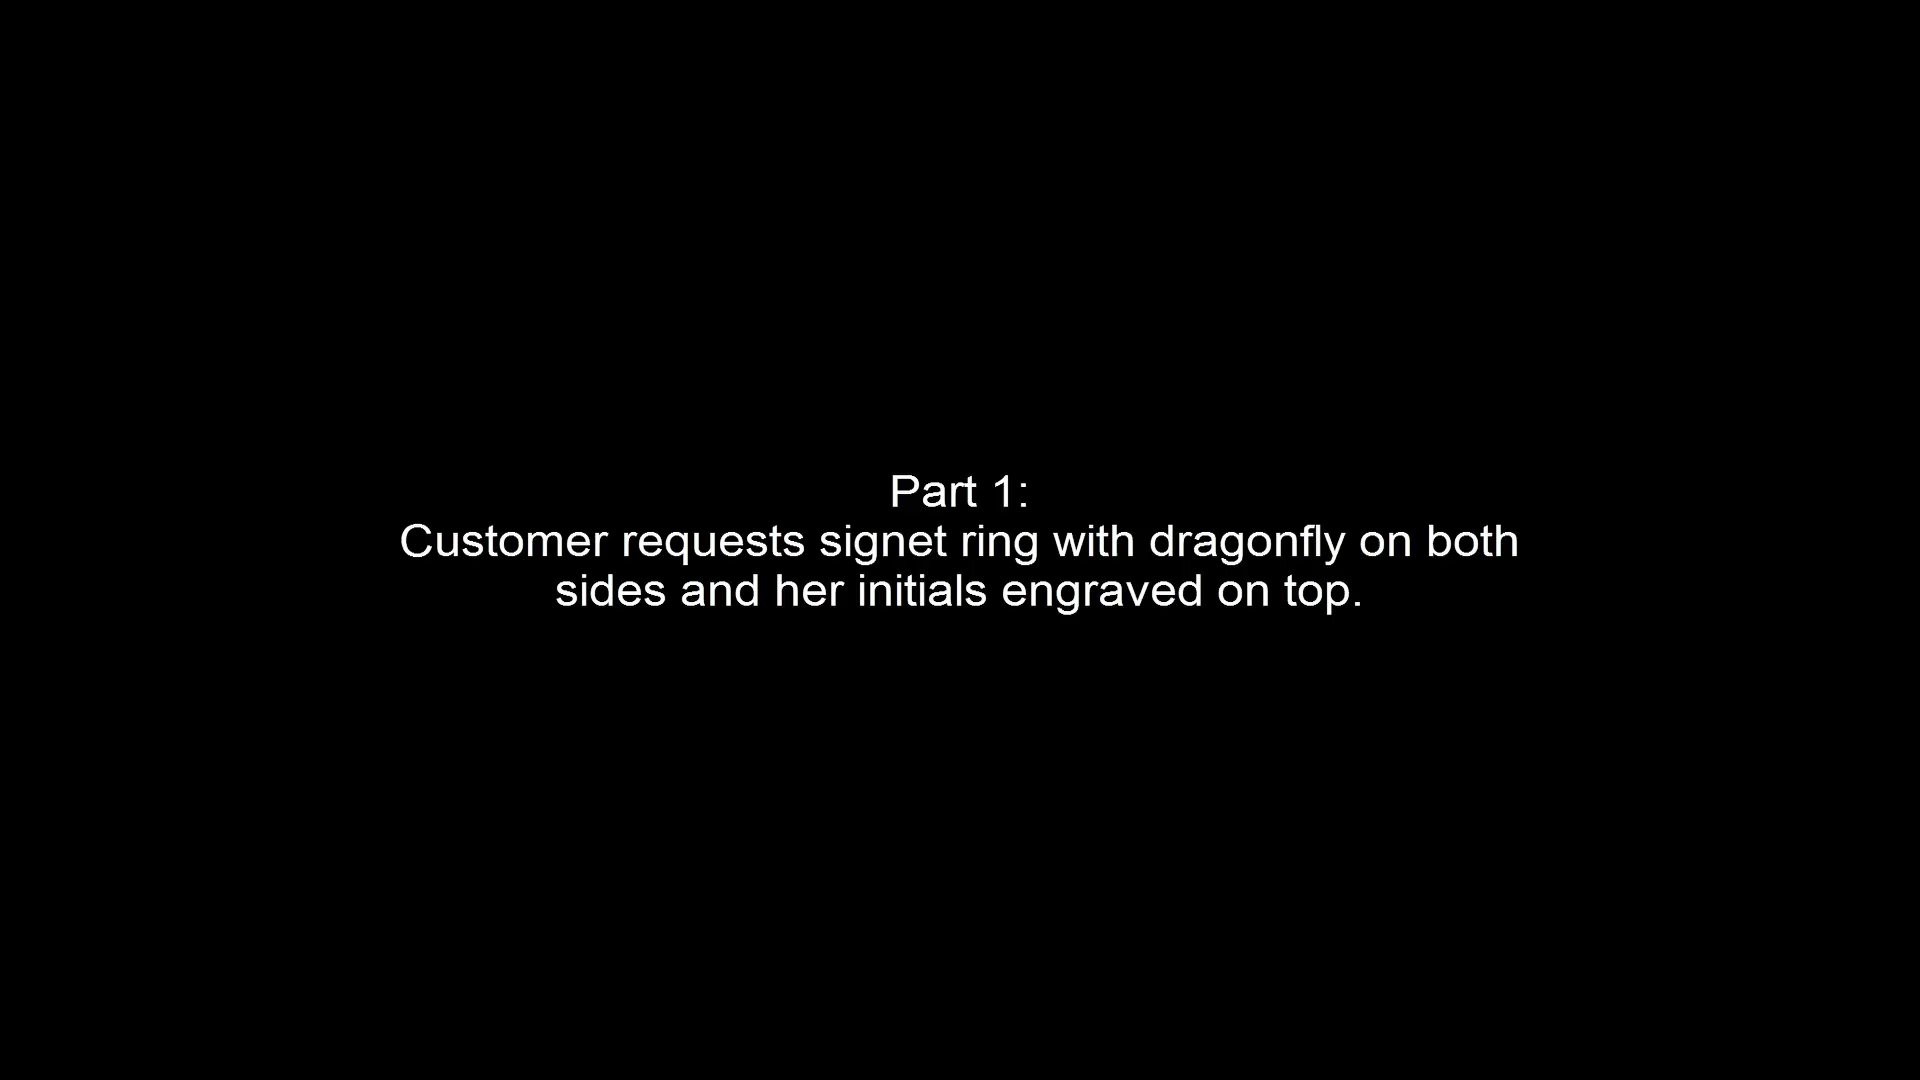 Part 1:
Customer requests signet ring with dragonfly on both
sides and her initials engraved on top.